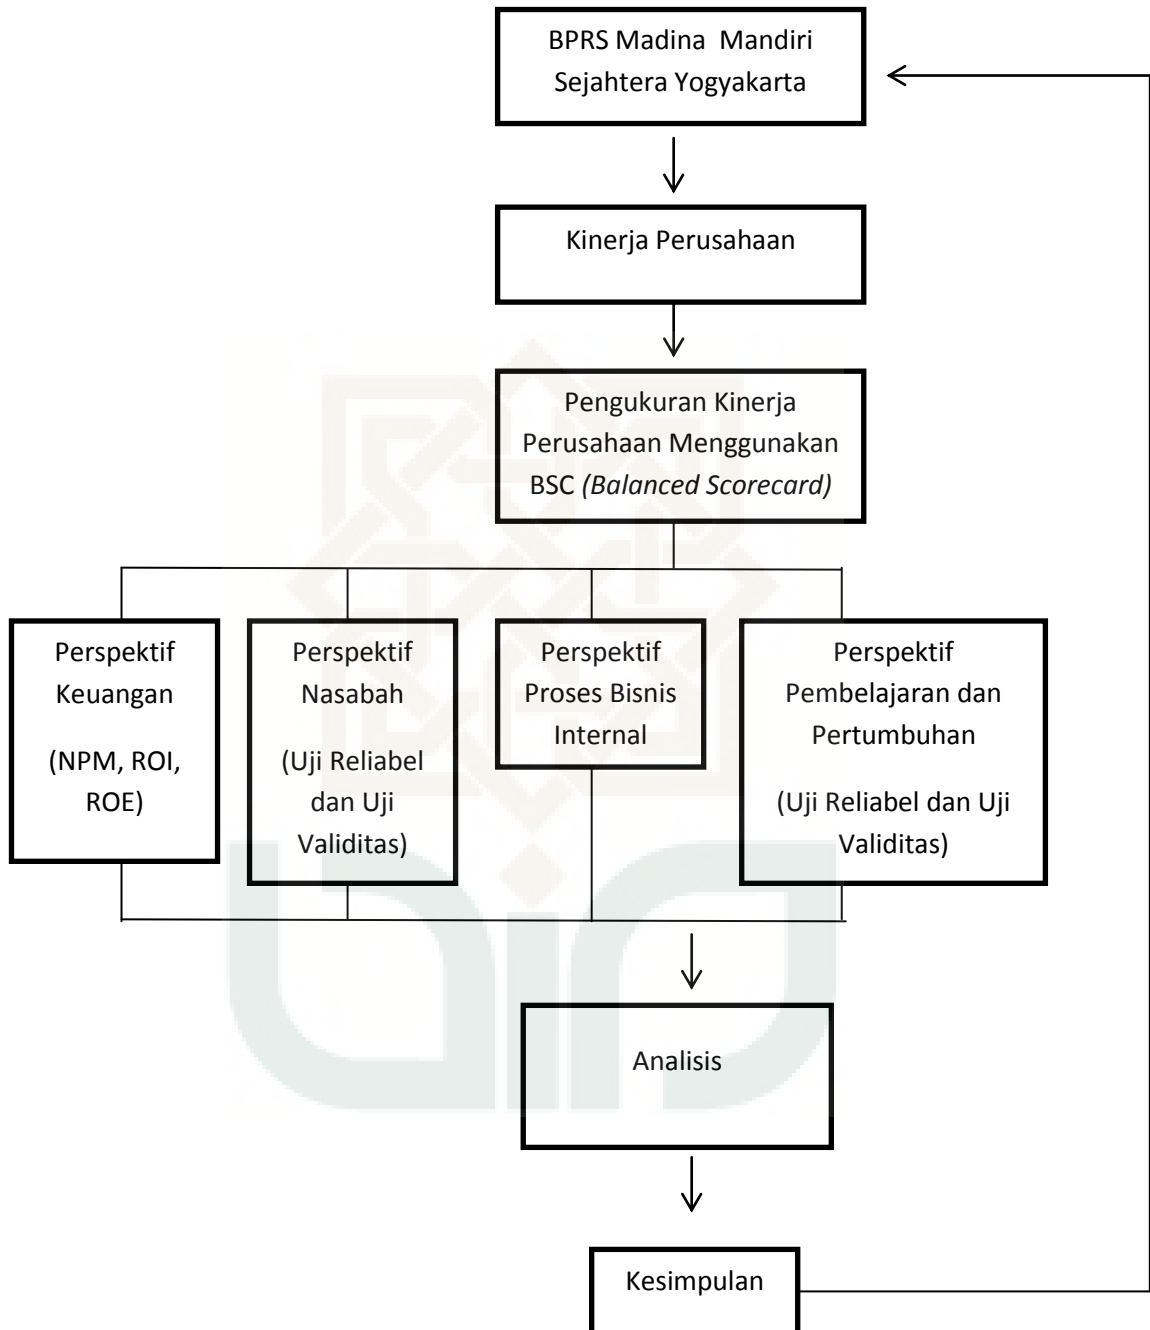 BPRS Madina Mandiri
Sejahtera Yogyakarta
Kinerja Perusahaan
Pengukuran Kinerja
Perusahaan Menggunakan
BSC (Balanced Scorecard)
Perspektif
Keuangan
(NPM, ROI,
ROE)
Perspektif
Nasabah
(Uji Reliabel
dan Uji
Validitas)
Perspektif
Proses Bisnis
Internal
Perspektif
Pembelajaran dan
Pertumbuhan
(Uji Reliabel dan Uji
Validitas)
Analisis
Kesimpulan